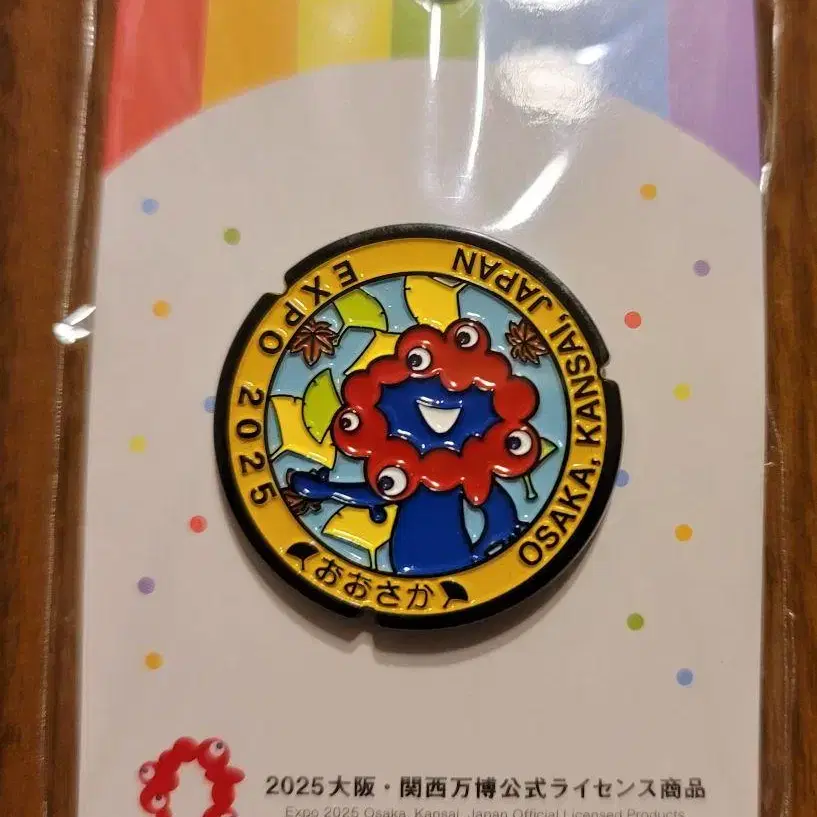 EXPO 2025
OSAKA, KANSAI, JAPAN
おおさか
2025大阪・関西万博公式ライセンス商品
Expo 2025 Osaka, Kansai, Japan Official Licensed Products